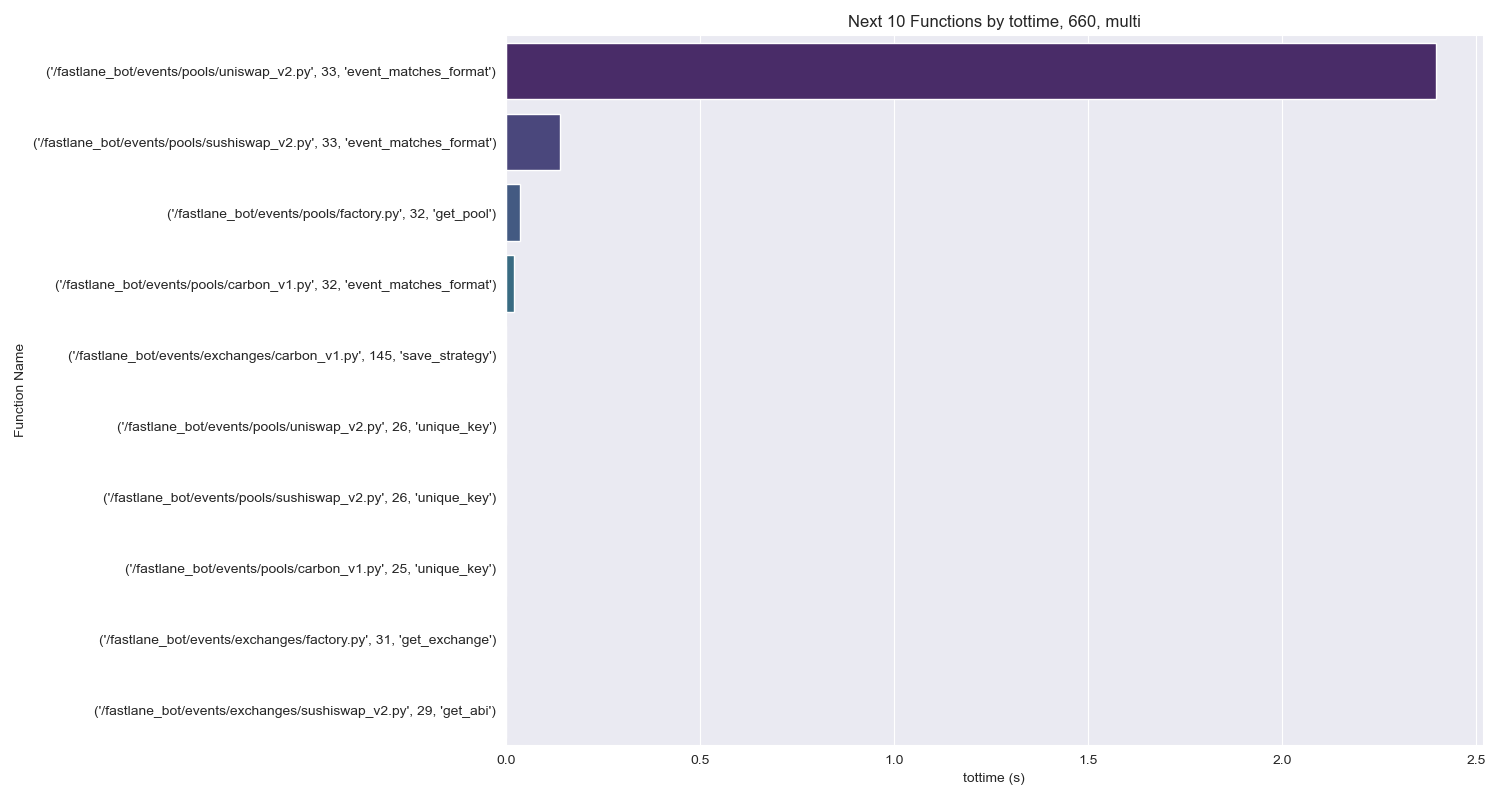 Next 10 Functions by tottime, 660, multi
('/fastlane_bot/events/pools/uniswap_v2.py', 33, 'event_matches_format')
('/fastlane_bot/events/pools/sushiswap_v2.py', 33, 'event_matches_format')
('/fastlane_bot/events/pools/factory.py', 32, 'get_pool')
('/fastlane_bot/events/pools/carbon_v1.py', 32, 'event_matches_format')
('/fastlane_bot/events/exchanges/carbon_v1.py', 145, 'save_strategy')
('/fastlane_bot/events/pools/uniswap_v2.py', 26, 'unique_key')
('/fastlane_bot/events/pools/sushiswap_v2.py', 26, 'unique_key')
('/fastlane_bot/events/pools/carbon_v1.py', 25, 'unique_key')
('/fastlane_bot/events/exchanges/factory.py', 31, 'get_exchange')
('/fastlane_bot/events/exchanges/sushiswap_v2.py', 29, 'get_abi')
Function Name
0.0 0.5 1.0 1.5 2.0 2.5
tottime (s)